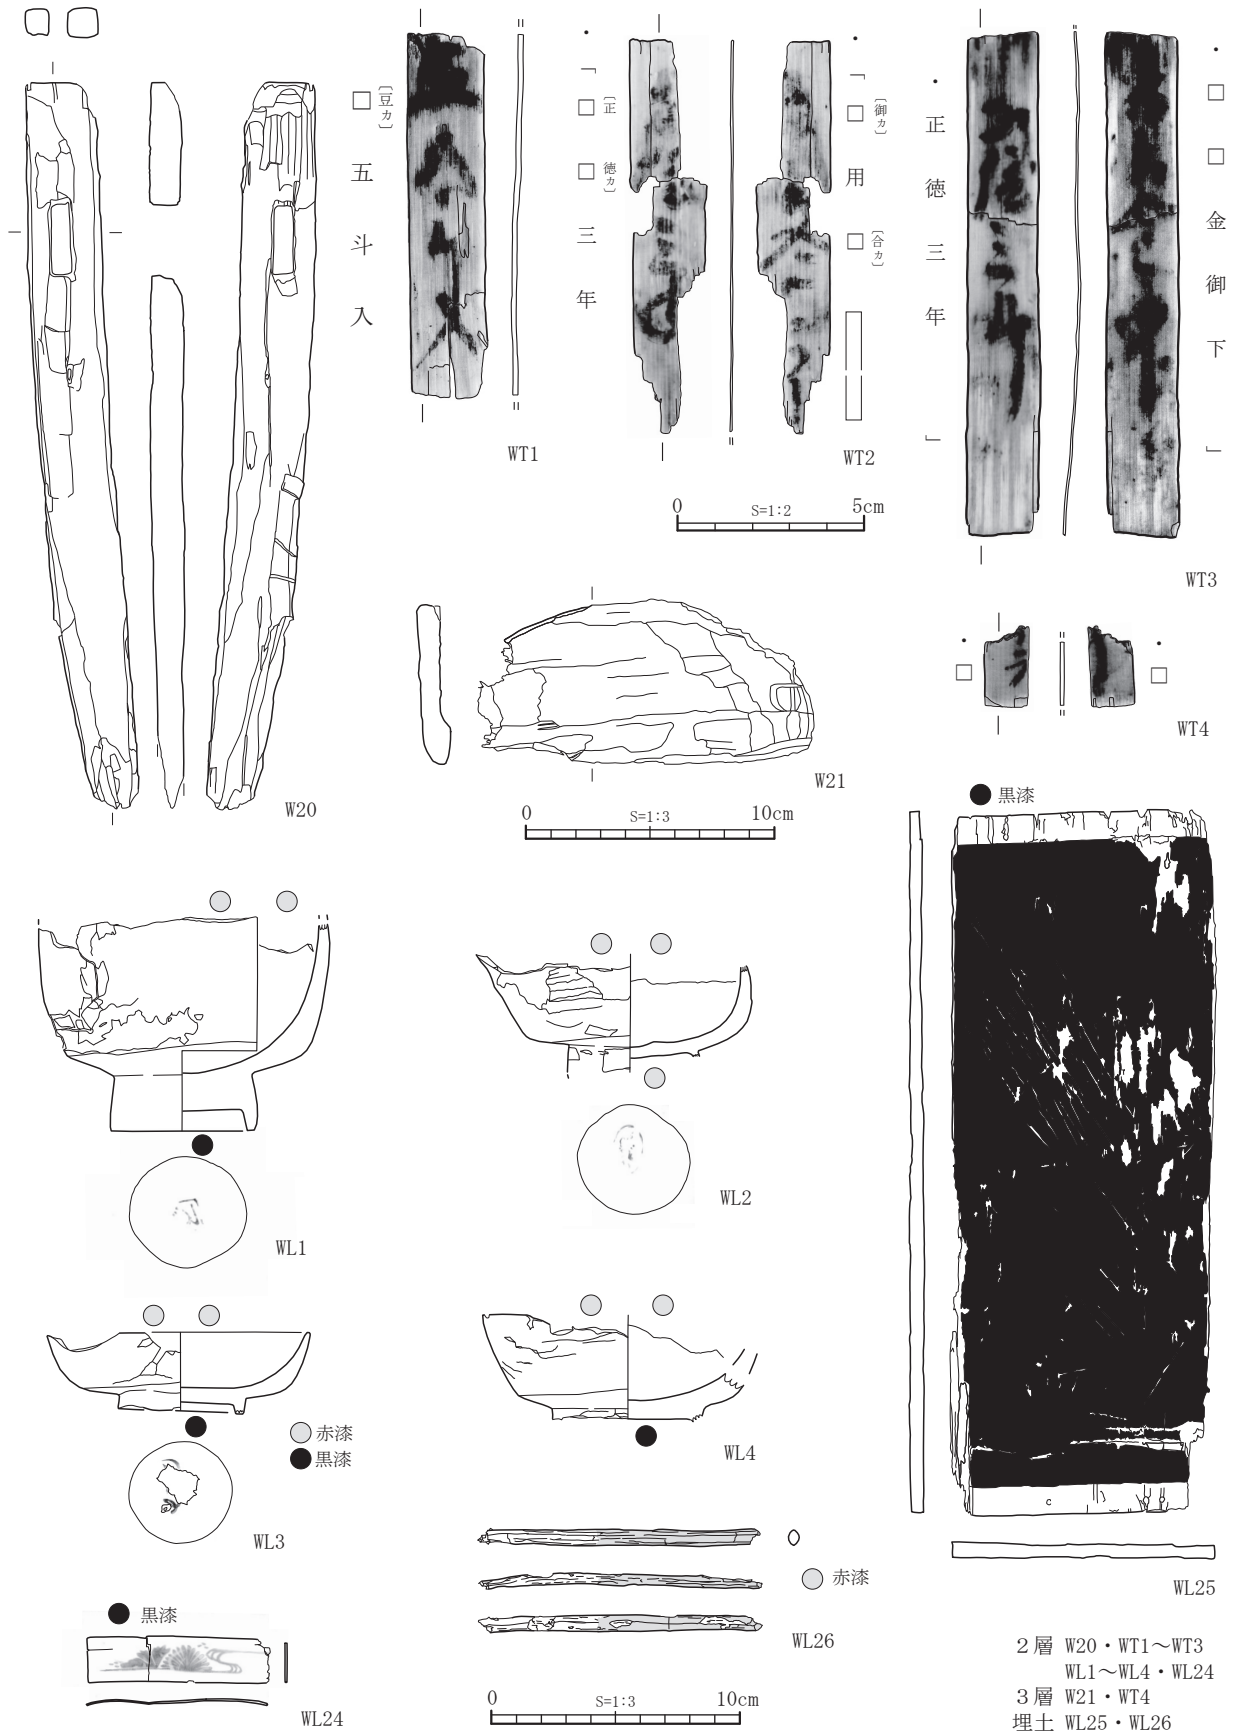 □〔豆カ〕五斗入
WT1
・「□〔正□徳カ〕三年
・「□〔御カ〕用□〔合カ〕
WT2
・正徳三年」
・□□金御下」
WT3
W20
0 S=1:2 5cm
・□
・□
WT4
W21
0 S=1:3 10cm
黒漆
WL1
WL2
WL3
赤漆
黒漆
WL4
WL25
赤漆
WL26
黒漆
WL24
0 S=1:3 10cm
2層 W20・WT1～WT3
WL1～WL4・WL24
3層 W21・WT4
埋土 WL25・WL26